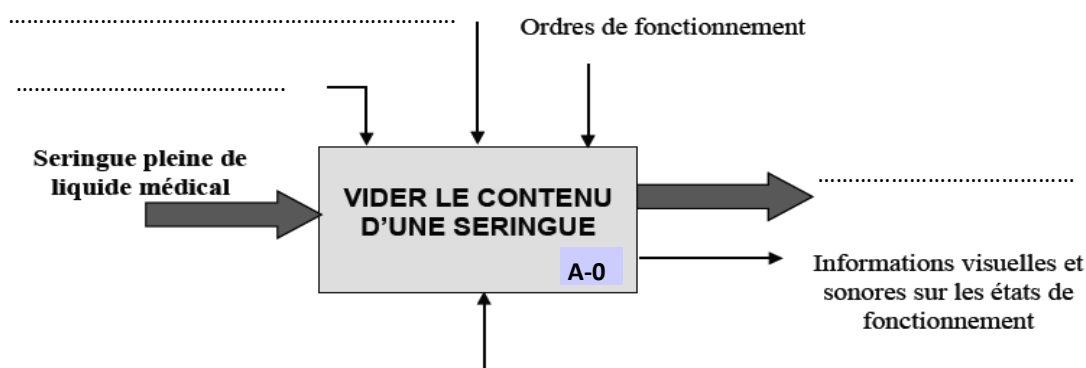 ……………………………………………………………….
Ordres de fonctionnement
……………………………………..
Seringue pleine de
liquide médical
VIDER LE CONTENU
D’UNE SERINGUE
A-0
……………………………………
Informations visuelles et
sonores sur les états de
fonctionnement